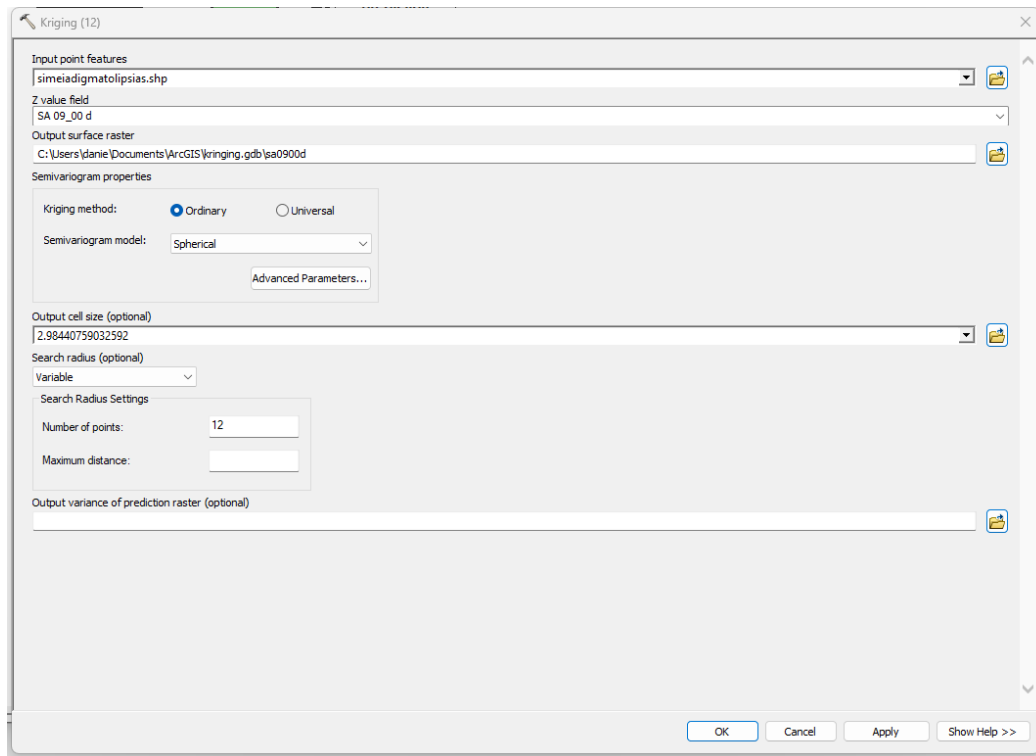 Kriging (12)
Input point features
simeiadigmatolipsias.shp
Z value field
SA 09_00 d
Output surface raster
C:\Users\danie\Documents\ArcGIS\kringing.gdb\sa0900d
Semivariogram properties
Kriging method: Ordinary Universal
Semivariogram model: Spherical
Advanced Parameters...
Output cell size (optional)
2.98440759032592
Search radius (optional)
Variable
Search Radius Settings
Number of points: 12
Maximum distance:
Output variance of prediction raster (optional)
OK Cancel Apply Show Help >>